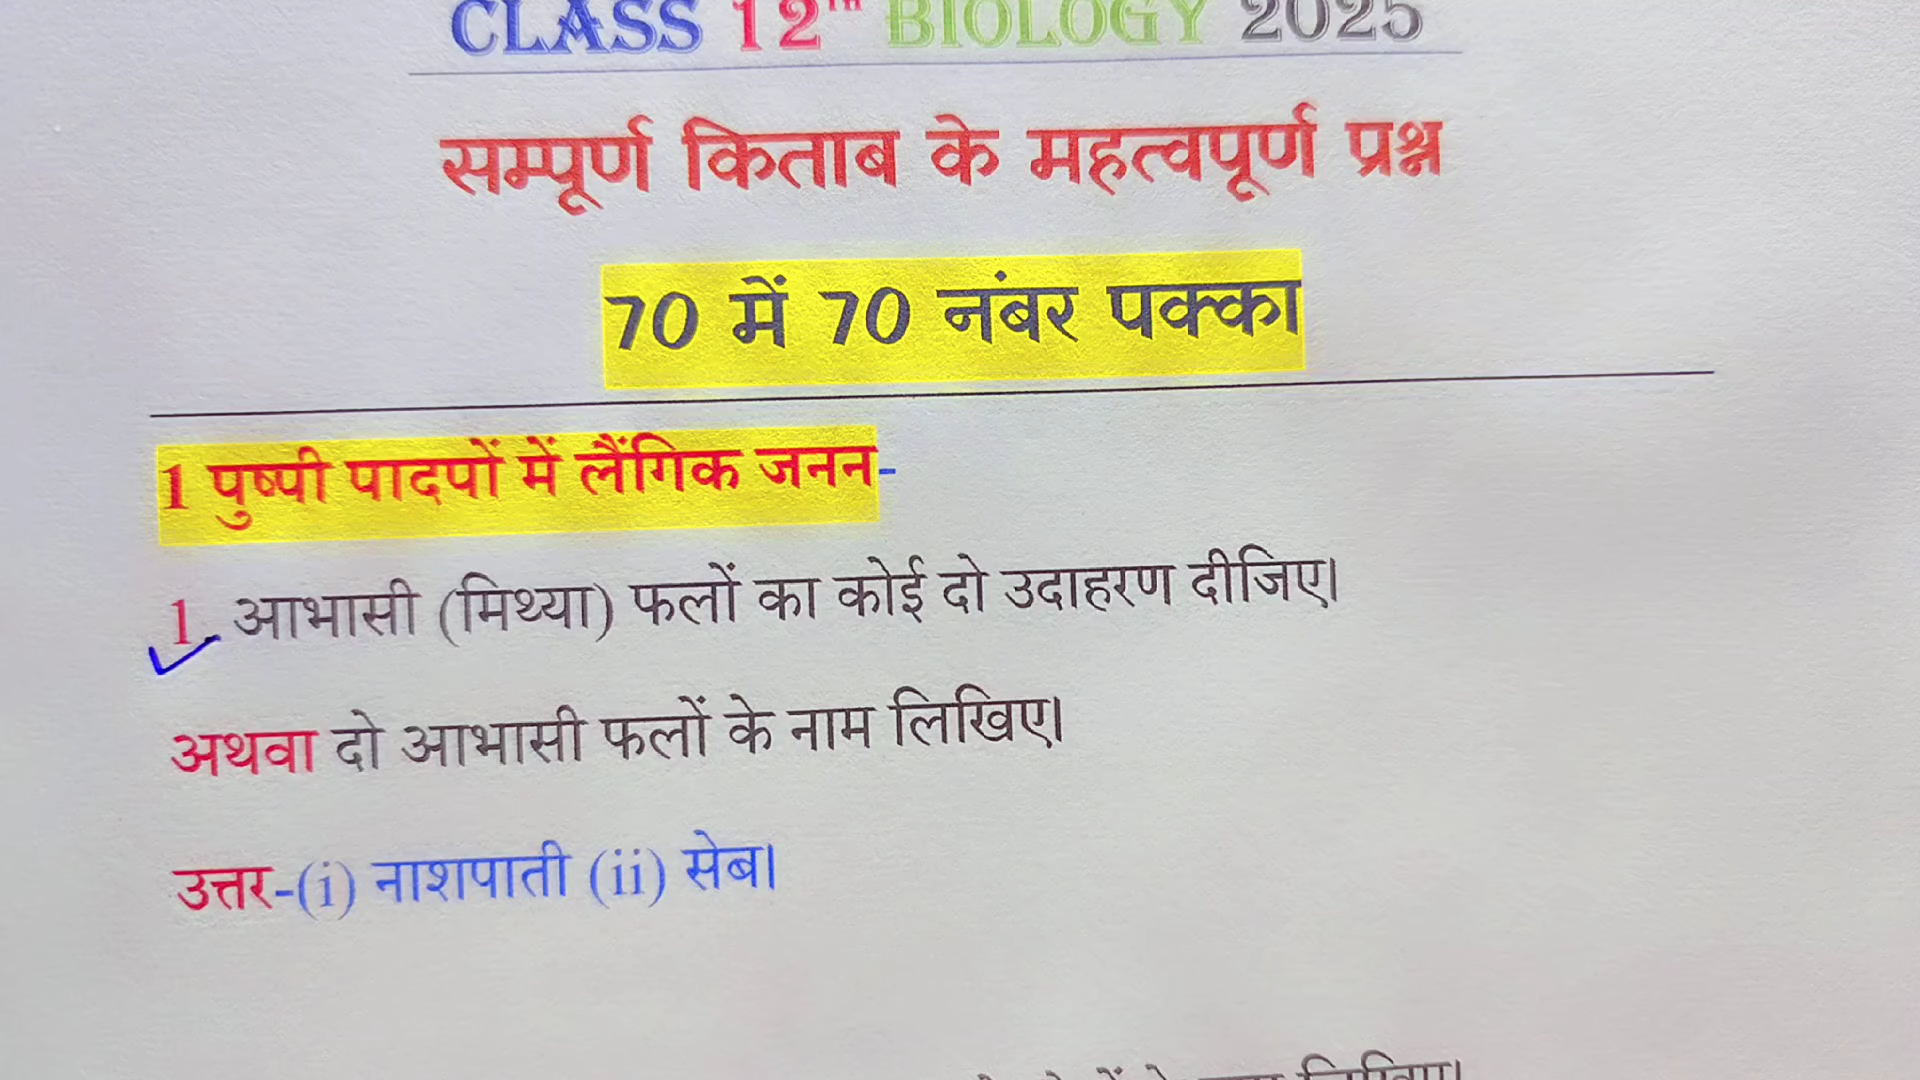 CLASS 12TH BIOLOGY 2025
सम्पूर्ण किताब के महत्वपूर्ण प्रश्न
70 में 70 नंबर पक्का
1 पुष्पी पादपों में लैंगिक जनन-
1. आभासी (मिथ्या) फलों का कोई दो उदाहरण दीजिए।
अथवा दो आभासी फलों के नाम लिखिए।
उत्तर-(i) नाशपाती (ii) सेब।